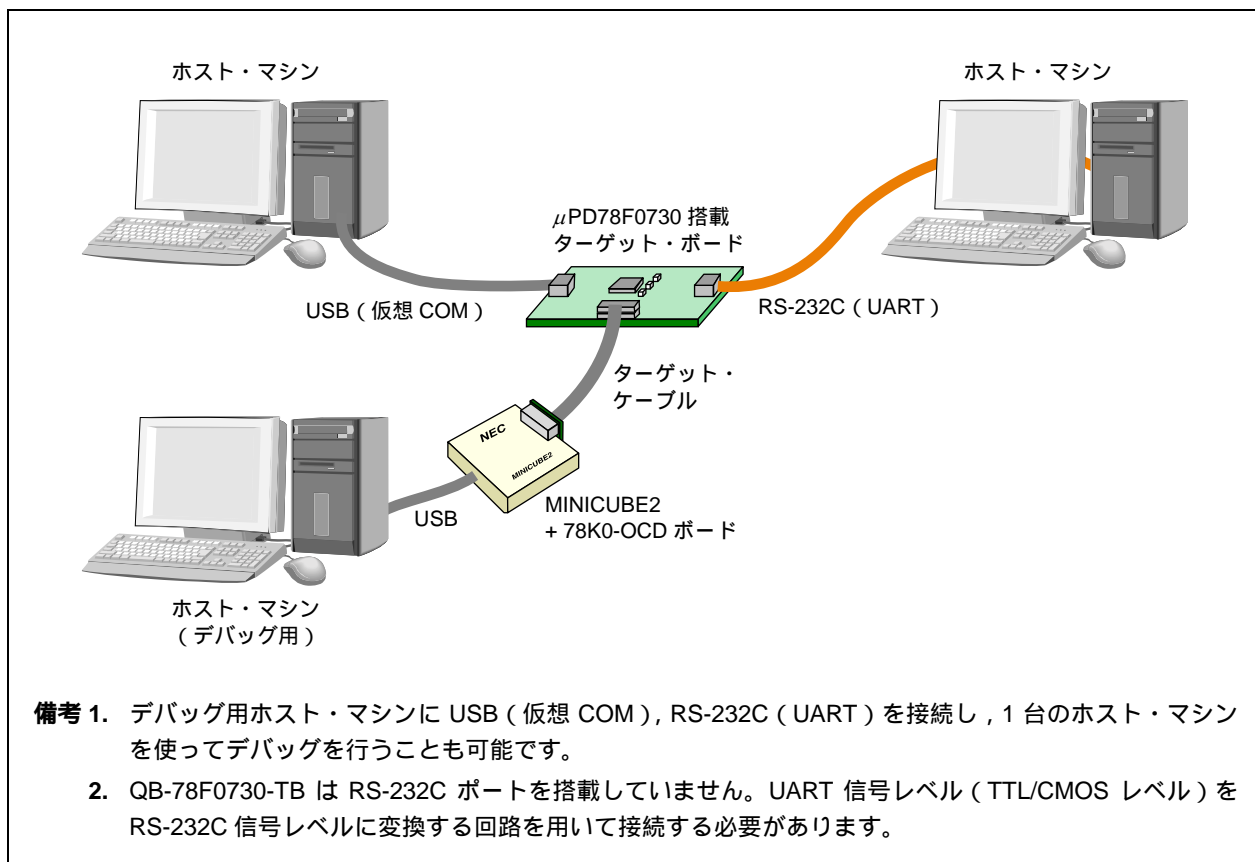 ホスト・マシン
ホスト・マシン
μPD78F0730 搭載
ターゲット・ボード
USB（仮想 COM）
RS-232C（UART）
ターゲット・
ケーブル
NEC
MINICUBE2
USB
MINICUBE2
+ 78K0-OCD ボード
ホスト・マシン
（デバッグ用）
備考 1. デバッグ用ホスト・マシンに USB（仮想 COM）, RS-232C（UART）を接続し，1 台のホスト・マシン
を使ってデバッグを行うことも可能です。
2. QB-78F0730-TB は RS-232C ポートを搭載していません。UART 信号レベル（TTL/CMOS レベル）を
RS-232C 信号レベルに変換する回路を用いて接続する必要があります。